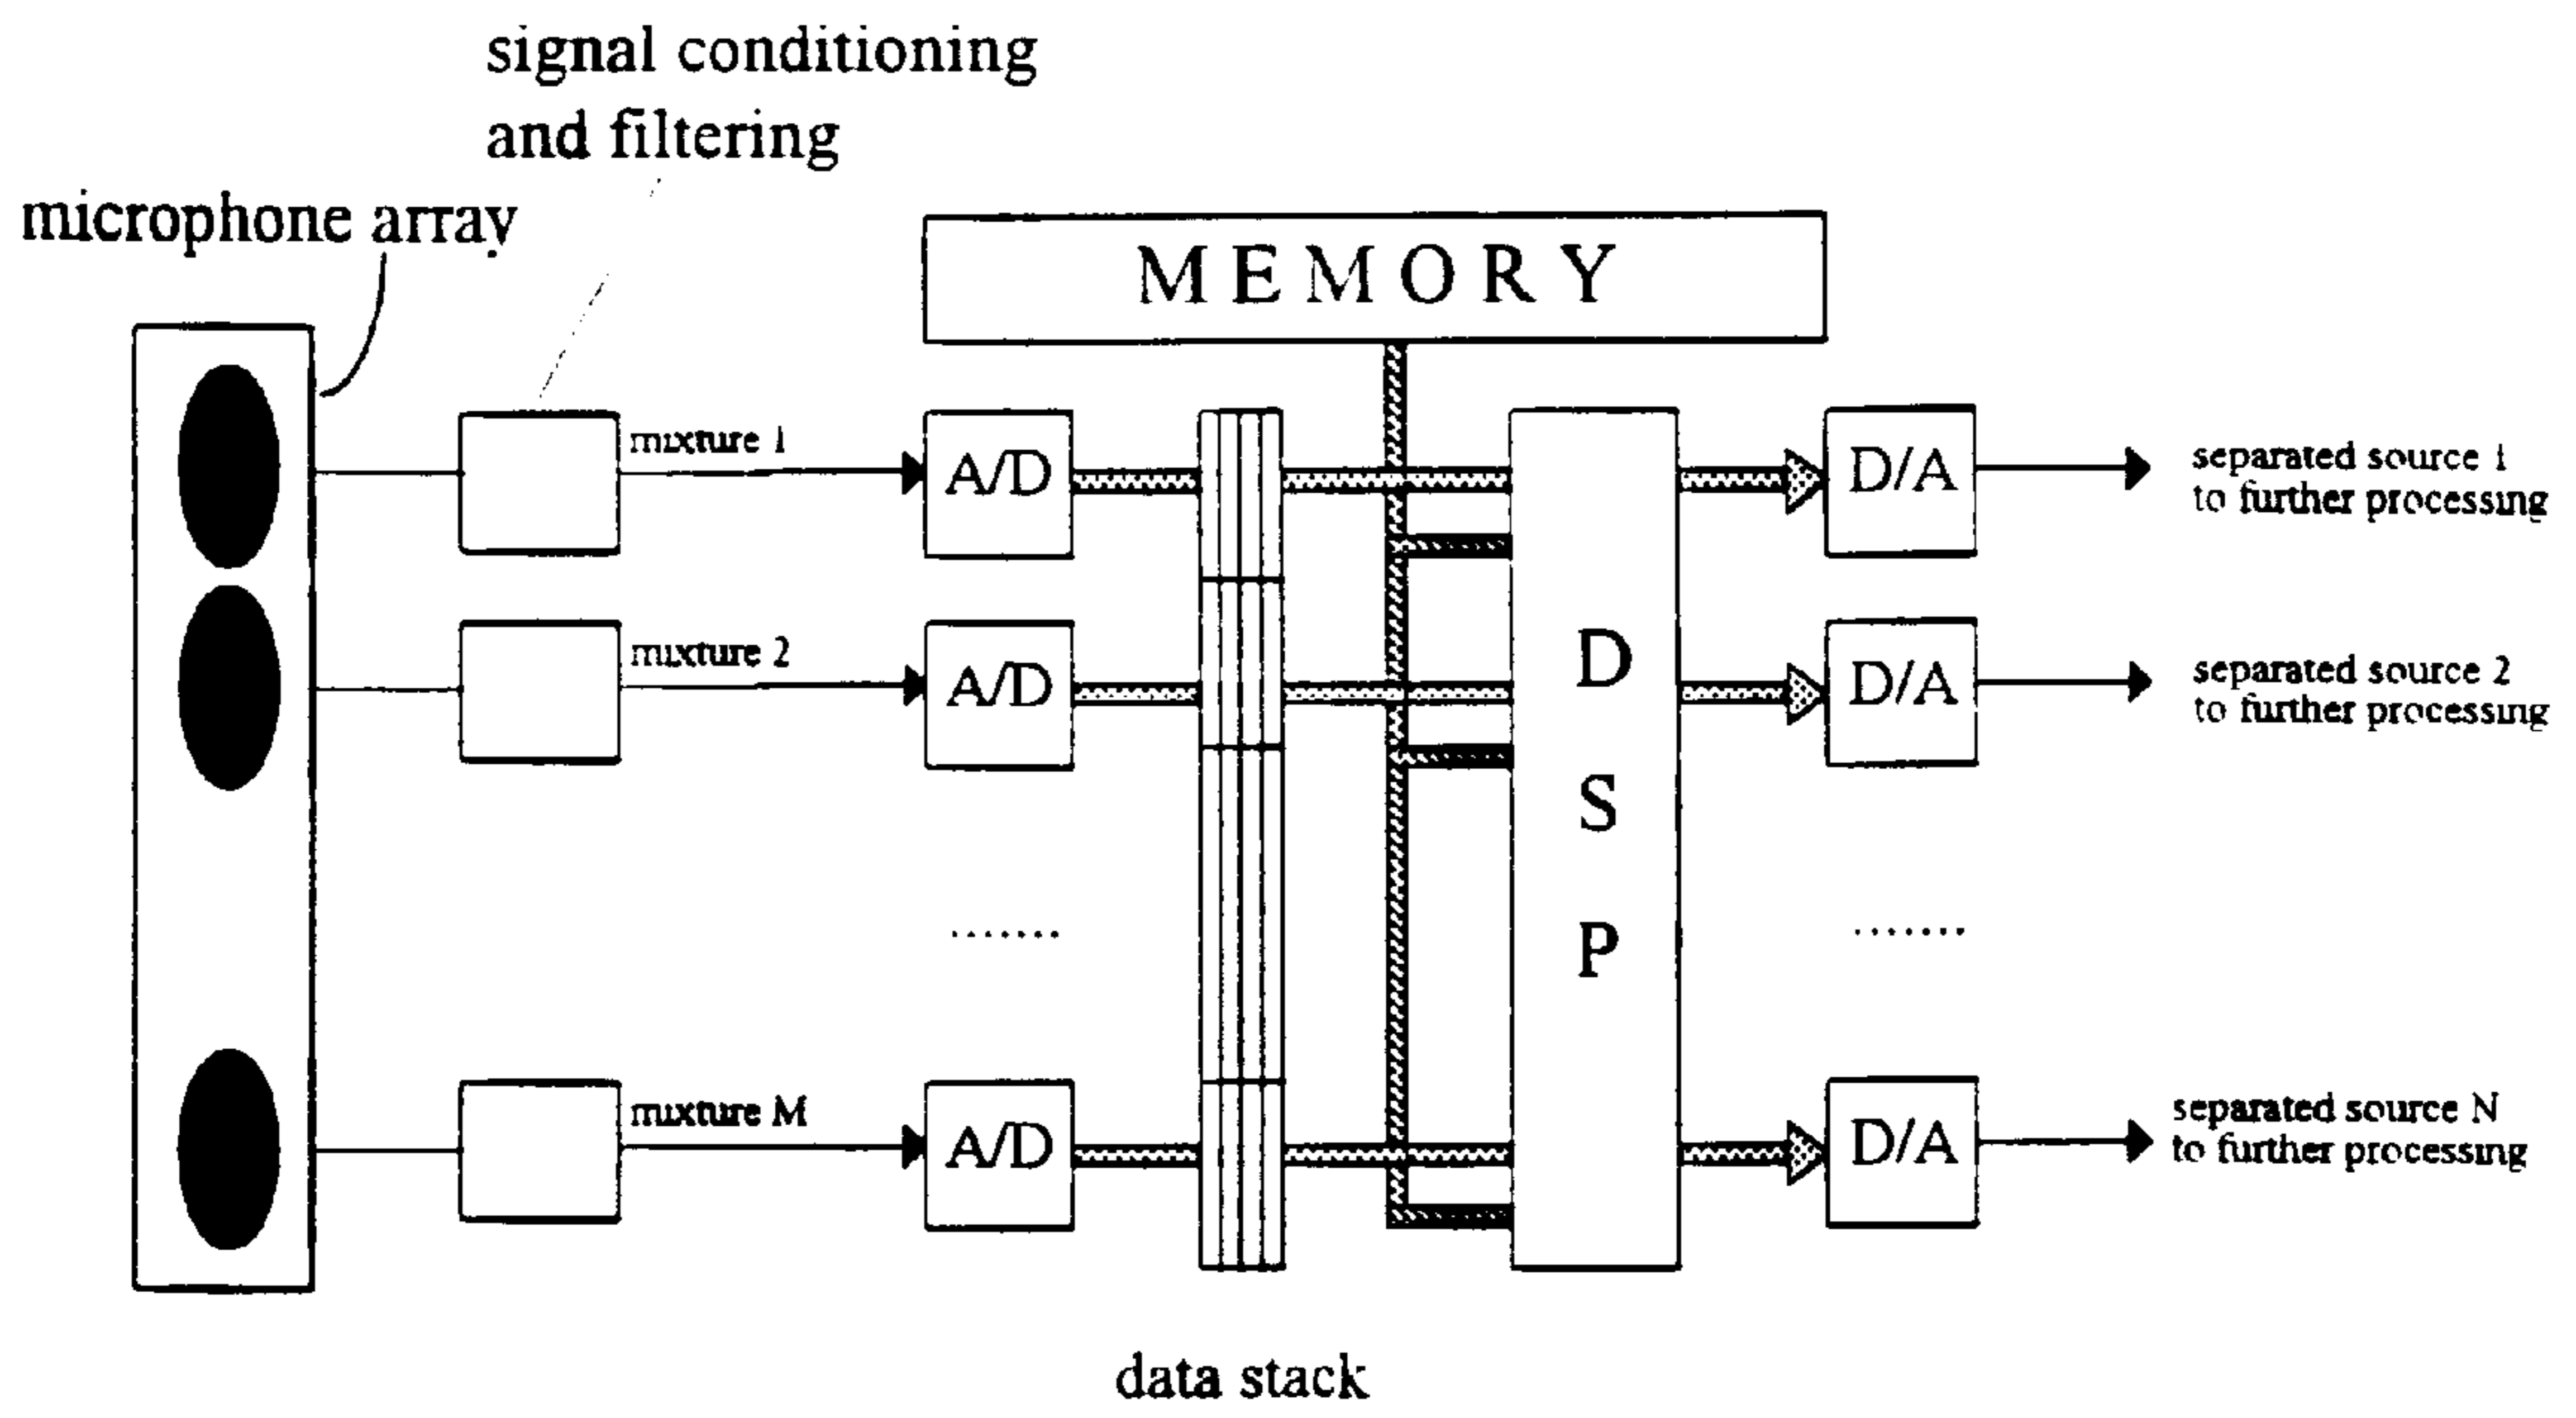 signal conditioning
and filtering
microphone array
M E M O R Y
mixture 1
A/D
D/A
separated source 1
to further processing
mixture 2
A/D
D/A
separated source 2
to further processing
D
S
P
.......
.......
mixture M
A/D
D/A
separated source N
to further processing
data stack